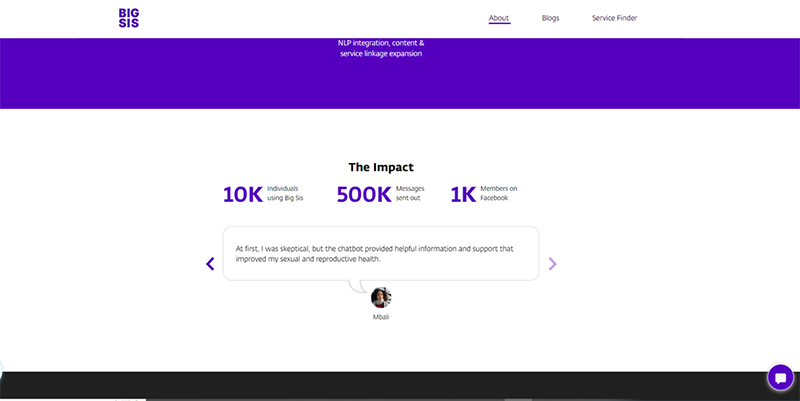 BIG
SIS
About
Blogs
Service Finder
NLP integration, content &
service linkage expansion
The Impact
10K
Individuals
using Big Sis
500K
Messages
sent out
1K
Members on
Facebook
At first, I was skeptical, but the chatbot provided helpful information and support that
improved my sexual and reproductive health.
Mbali